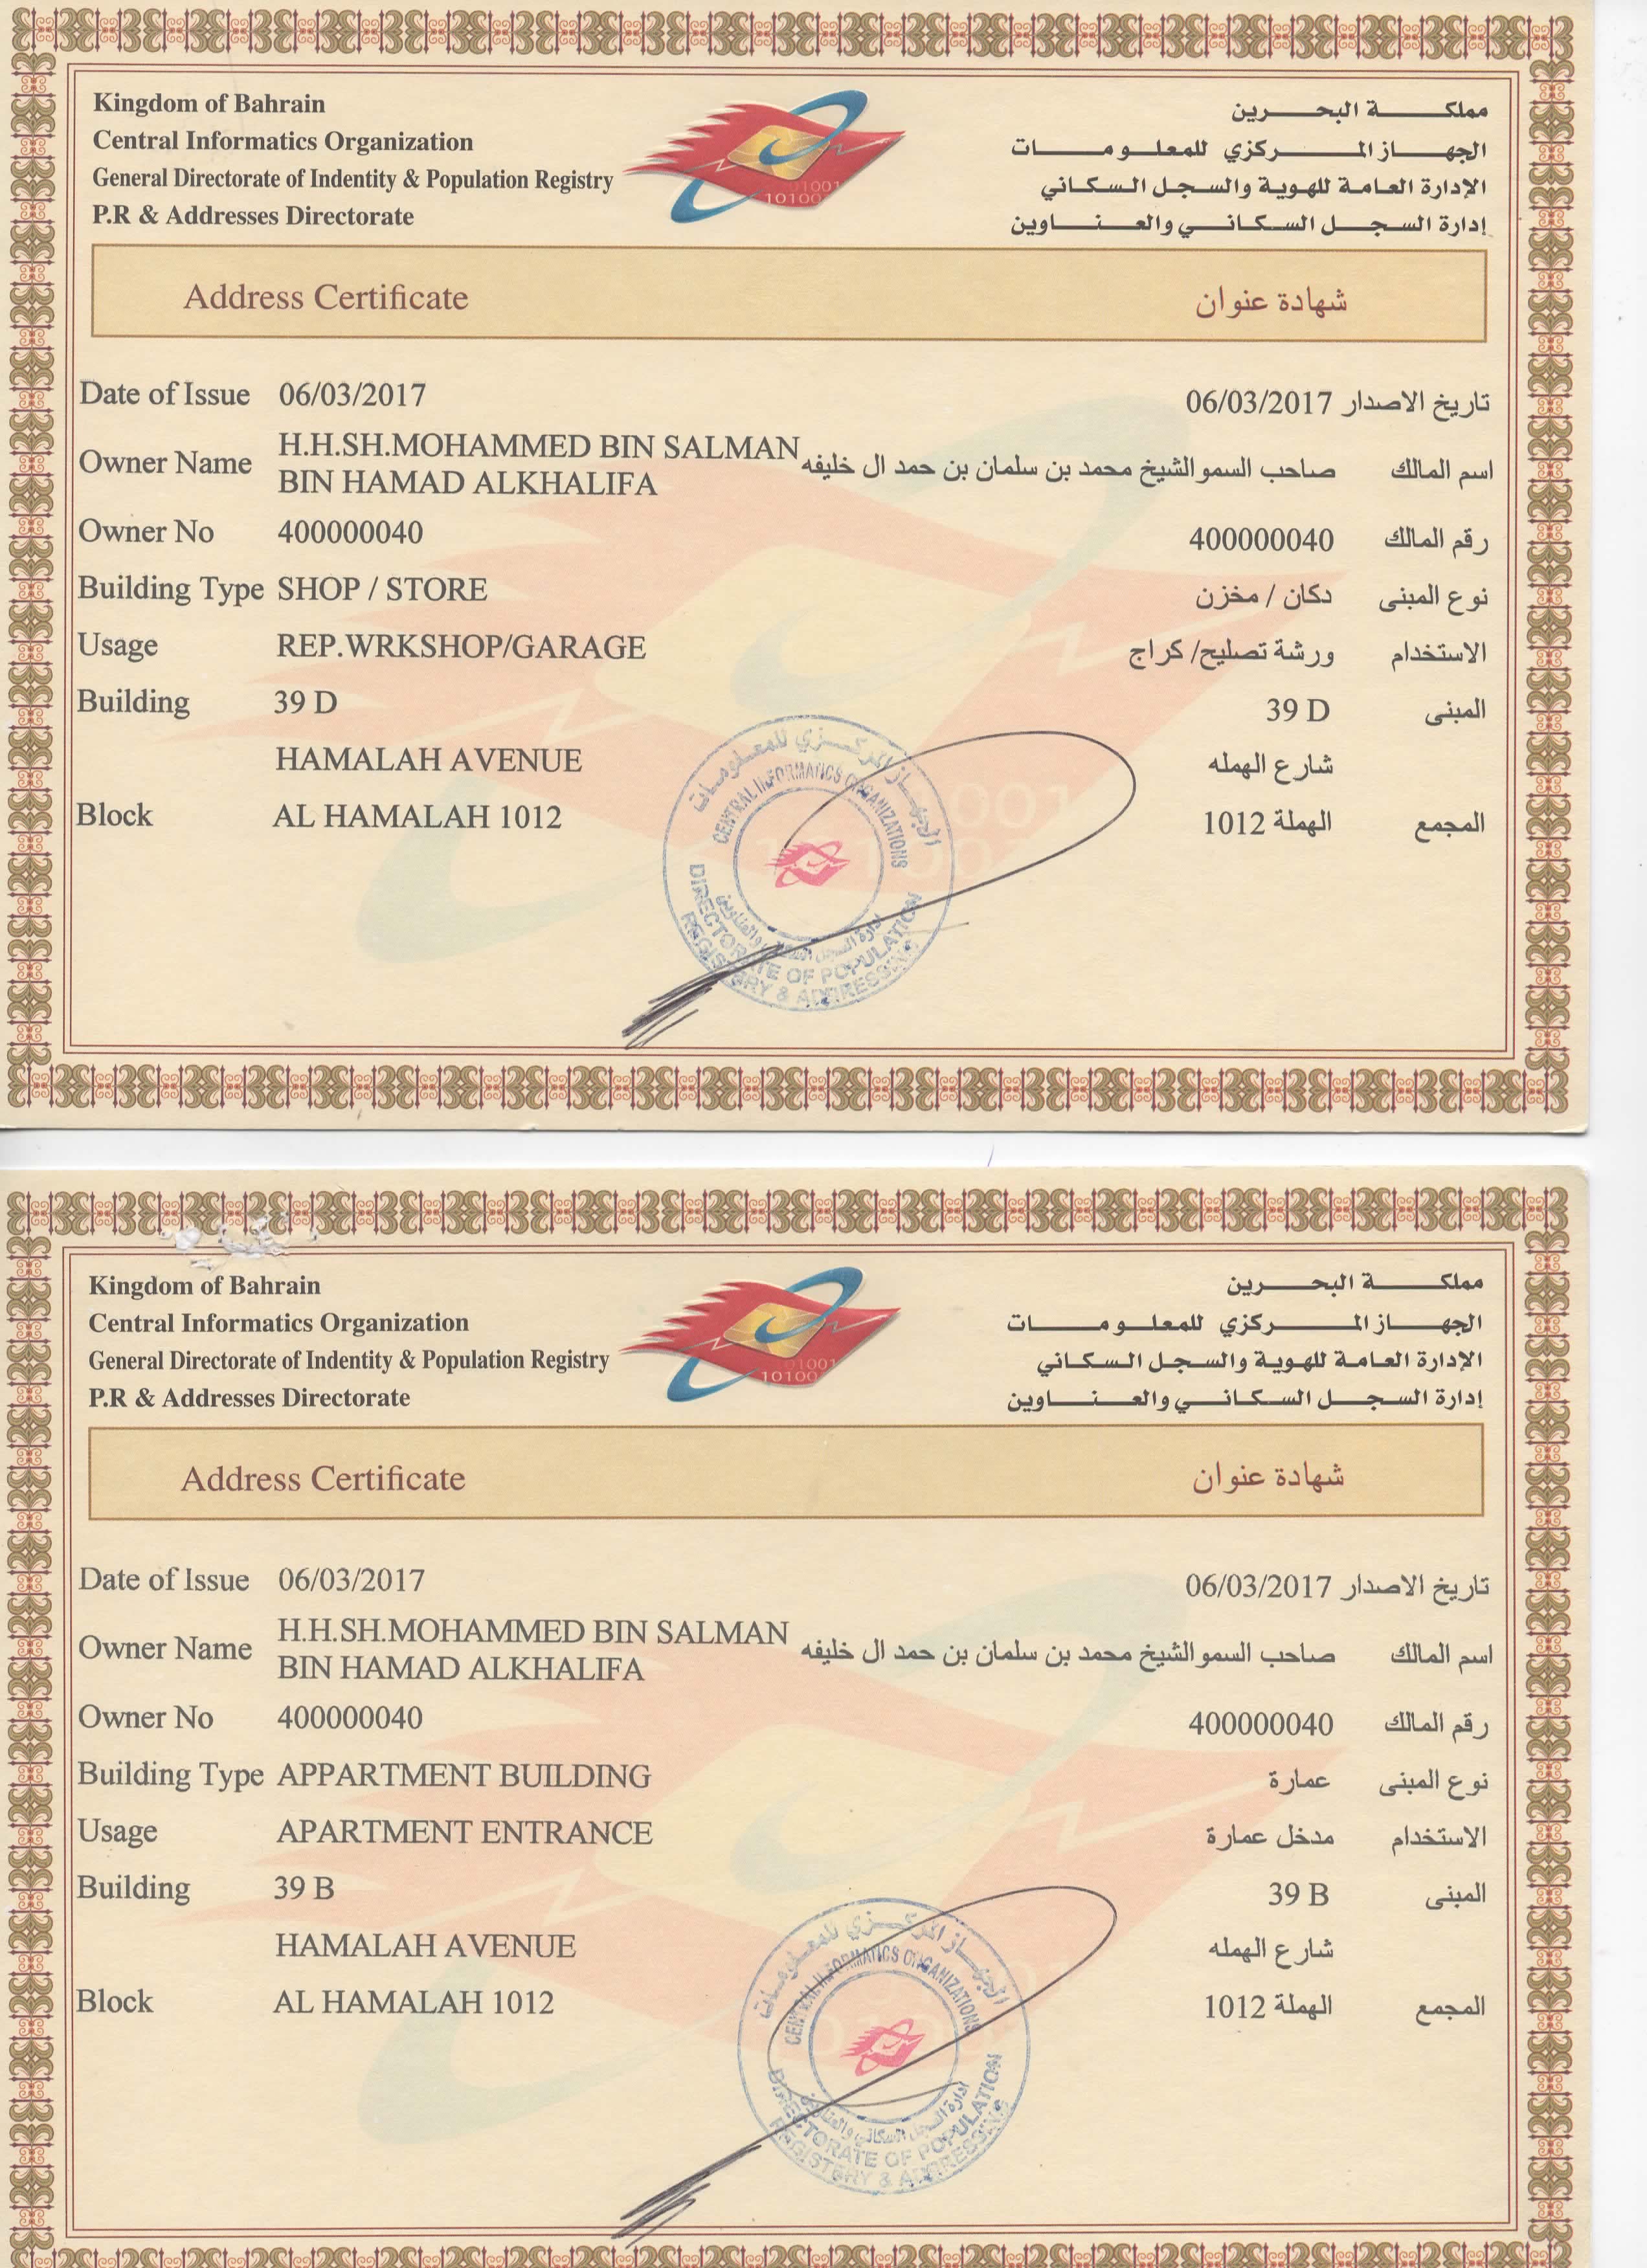 Kingdom of Bahrain
Central Informatics Organization
General Directorate of Indentity & Population Registry
P.R & Addresses Directorate
مملكة البحرين
الجهاز المركزي للمعلومات
الإدارة العامة للهوية والسجل السكاني
إدارة السجل السكاني والعناوين
10100
Address Certificate شهادة عنوان
Date of Issue 06/03/2017 تاريخ الاصدار 06/03/2017
Owner Name H.H.SH.MOHAMMED BIN SALMAN
BIN HAMAD ALKHALIFA
اسم المالك صاحب السمو الشيخ محمد بن سلمان بن حمد ال خليفه
Owner No 400000040 رقم المالك 400000040
Building Type SHOP / STORE نوع المبنى دكان / مخزن
Usage REP.WRKSHOP/GARAGE الاستخدام ورشة تصليح/ كراج
Building 39 D المبنى 39 D
HAMALAH AVENUE شارع الهمله
Block AL HAMALAH 1012 المجمع الهملة 1012
الجهاز المركزي للمعلومات
CENTRAL INFORMATICS ORGANIZATIONS
إدارة السجل السكاني والعناوين
DIRECTORATE OF POPULATION
REGISTERY & ADDRESSING
Kingdom of Bahrain
Central Informatics Organization
General Directorate of Indentity & Population Registry
P.R & Addresses Directorate
مملكة البحرين
الجهاز المركزي للمعلومات
الإدارة العامة للهوية والسجل السكاني
إدارة السجل السكاني والعناوين
10100
Address Certificate شهادة عنوان
Date of Issue 06/03/2017 تاريخ الاصدار 06/03/2017
Owner Name H.H.SH.MOHAMMED BIN SALMAN
BIN HAMAD ALKHALIFA
اسم المالك صاحب السمو الشيخ محمد بن سلمان بن حمد ال خليفه
Owner No 400000040 رقم المالك 400000040
Building Type APPARTMENT BUILDING نوع المبنى عمارة
Usage APARTMENT ENTRANCE الاستخدام مدخل عمارة
Building 39 B المبنى 39 B
HAMALAH AVENUE شارع الهمله
Block AL HAMALAH 1012 المجمع الهملة 1012
الجهاز المركزي للمعلومات
CENTRAL INFORMATICS ORGANIZATIONS
إدارة السجل السكاني والعناوين
DIRECTORATE OF POPULATION
REGISTERY & ADDRESSING